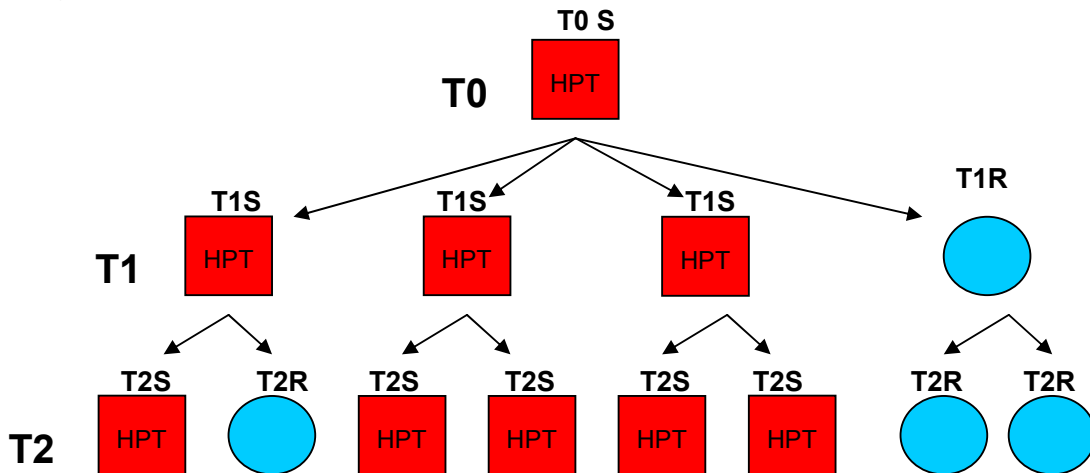 T0 S
HPT
T0
T1R
T1S T1S T1S
HPT HPT HPT
T1
T2S T2R T2S T2S T2S T2S T2R T2R
HPT HPT HPT HPT HPT
T2